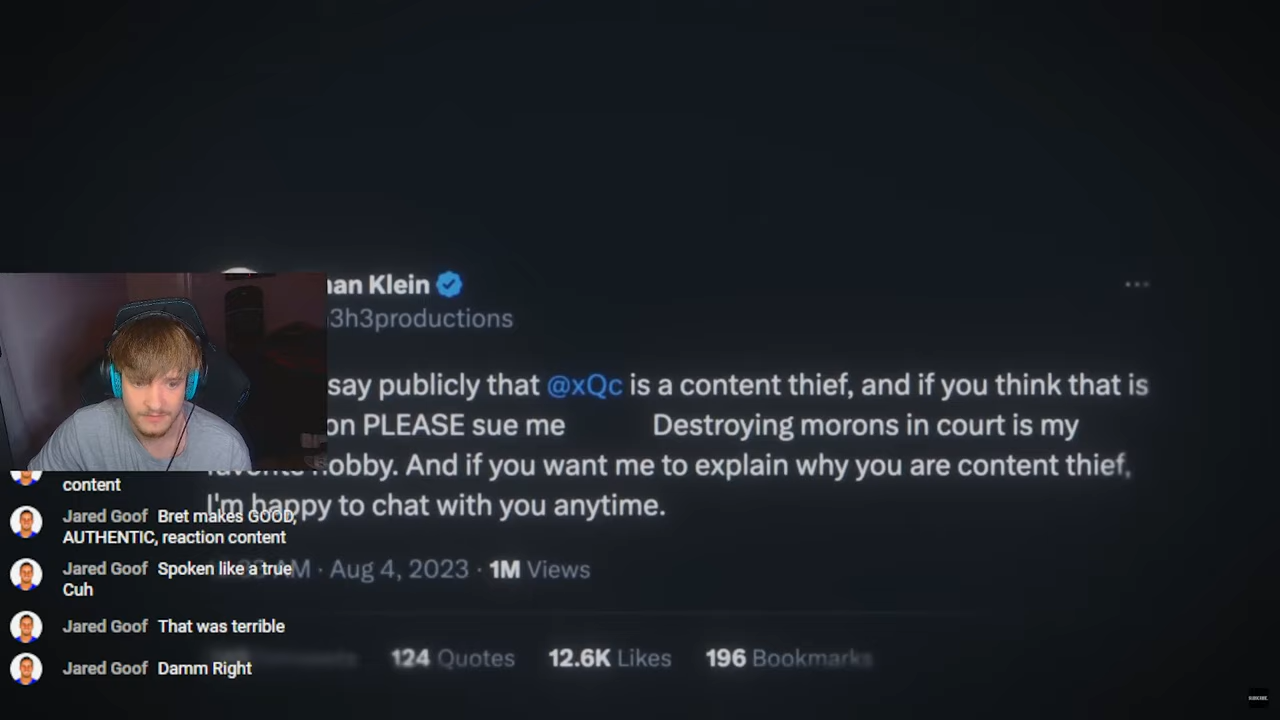 nan Klein
3h3productions
say publicly that @xQc is a content thief, and if you think that is
on PLEASE sue me Destroying morons in court is my
hobby. And if you want me to explain why you are content thief,
I'm happy to chat with you anytime.
AM · Aug 4, 2023 · 1M Views
124 Quotes 12.6K Likes 196 Bookmarks
content
Jared Goof Bret makes GOOD,
AUTHENTIC, reaction content
Jared Goof Spoken like a true
Cuh
Jared Goof That was terrible
Jared Goof Damm Right
SUBSCRIBE